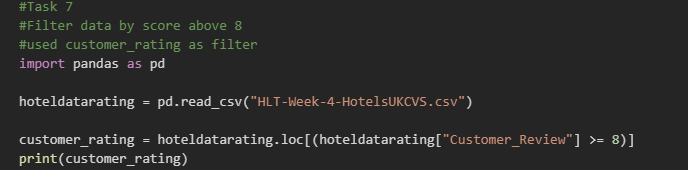 #Task 7
#Filter data by score above 8
#used customer_rating as filter
import pandas as pd
hoteldatarating = pd.read_csv("HLT-Week-4-HotelsUKCVS.csv")
customer_rating = hoteldatarating.loc[(hoteldatarating["Customer_Review"] >= 8)]
print(customer_rating)